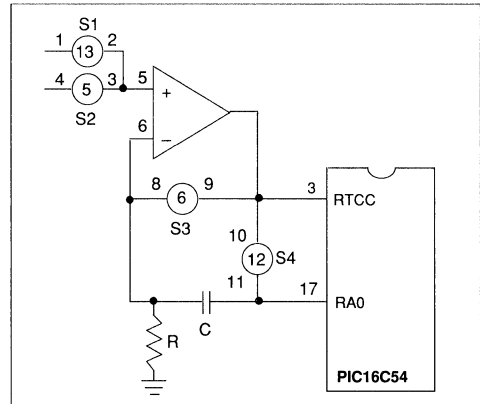 S1
1 13 2
4 5 3 5 +
S2
6 −
8 6 9
S3
3 RTCC
10
12 S4
11
17 RA0
C
R
PIC16C54